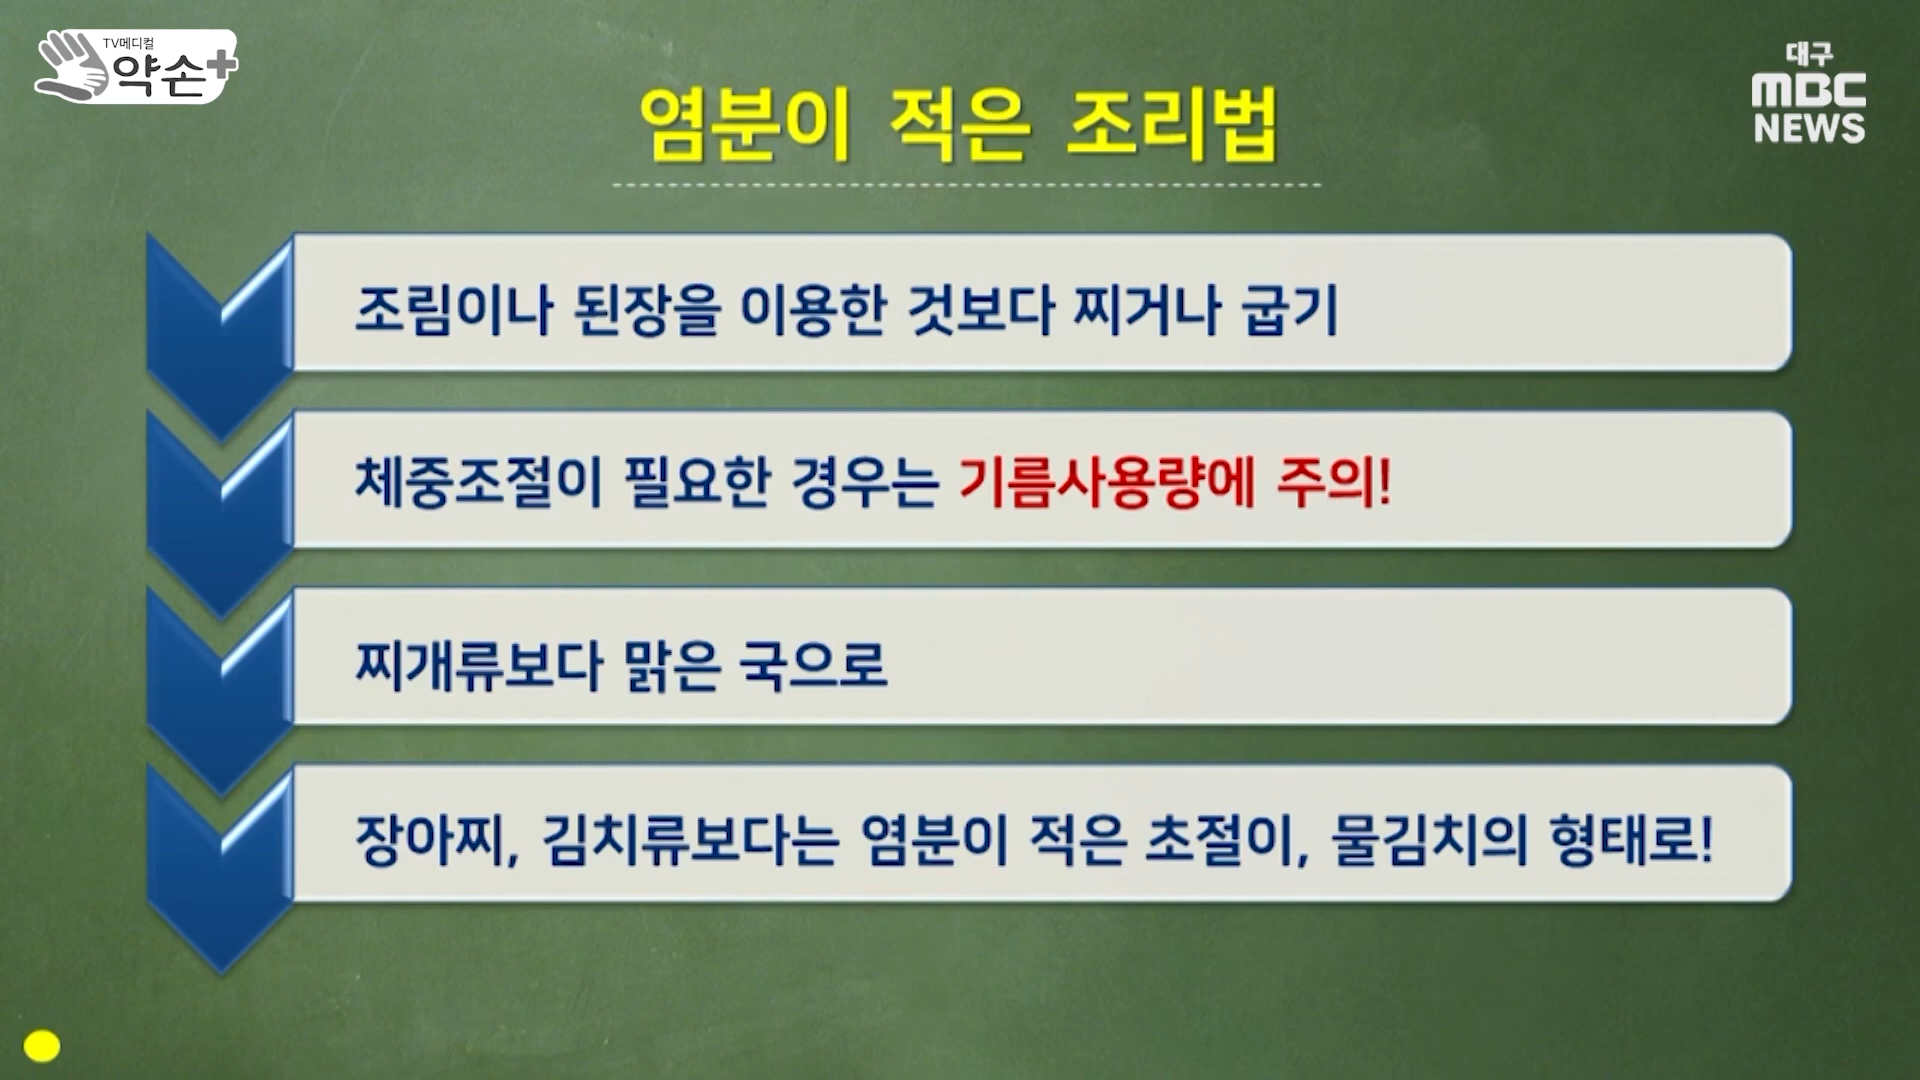 TV메디컬
약손+
대구
MBC
NEWS
염분이 적은 조리법
조림이나 된장을 이용한 것보다 찌거나 굽기
체중조절이 필요한 경우는 기름사용량에 주의!
찌개류보다 맑은 국으로
장아찌, 김치류보다는 염분이 적은 초절이, 물김치의 형태로!